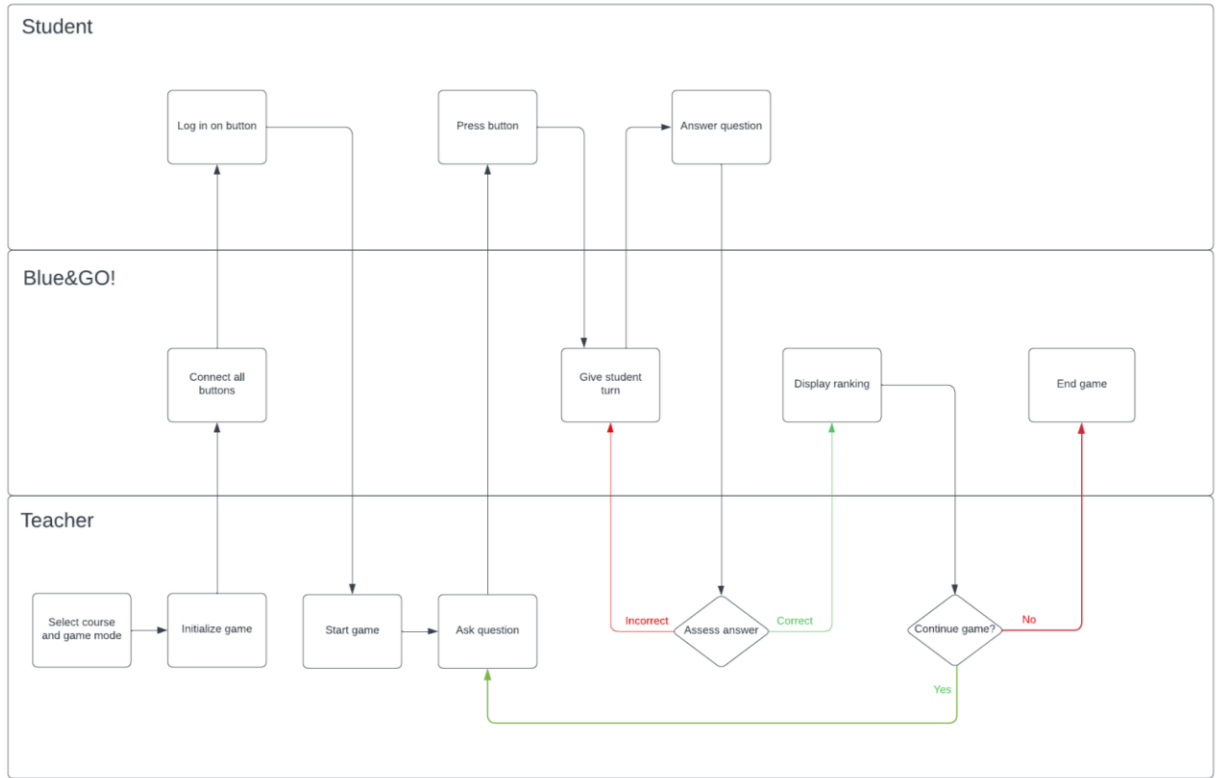 Student
Log in on button
Press button
Answer question
Blue&GO!
Connect all
buttons
Give student
turn
Display ranking
End game
Teacher
Select course
and game mode
Initialize game
Start game
Ask question
Incorrect
Assess answer
Correct
Continue game?
No
Yes